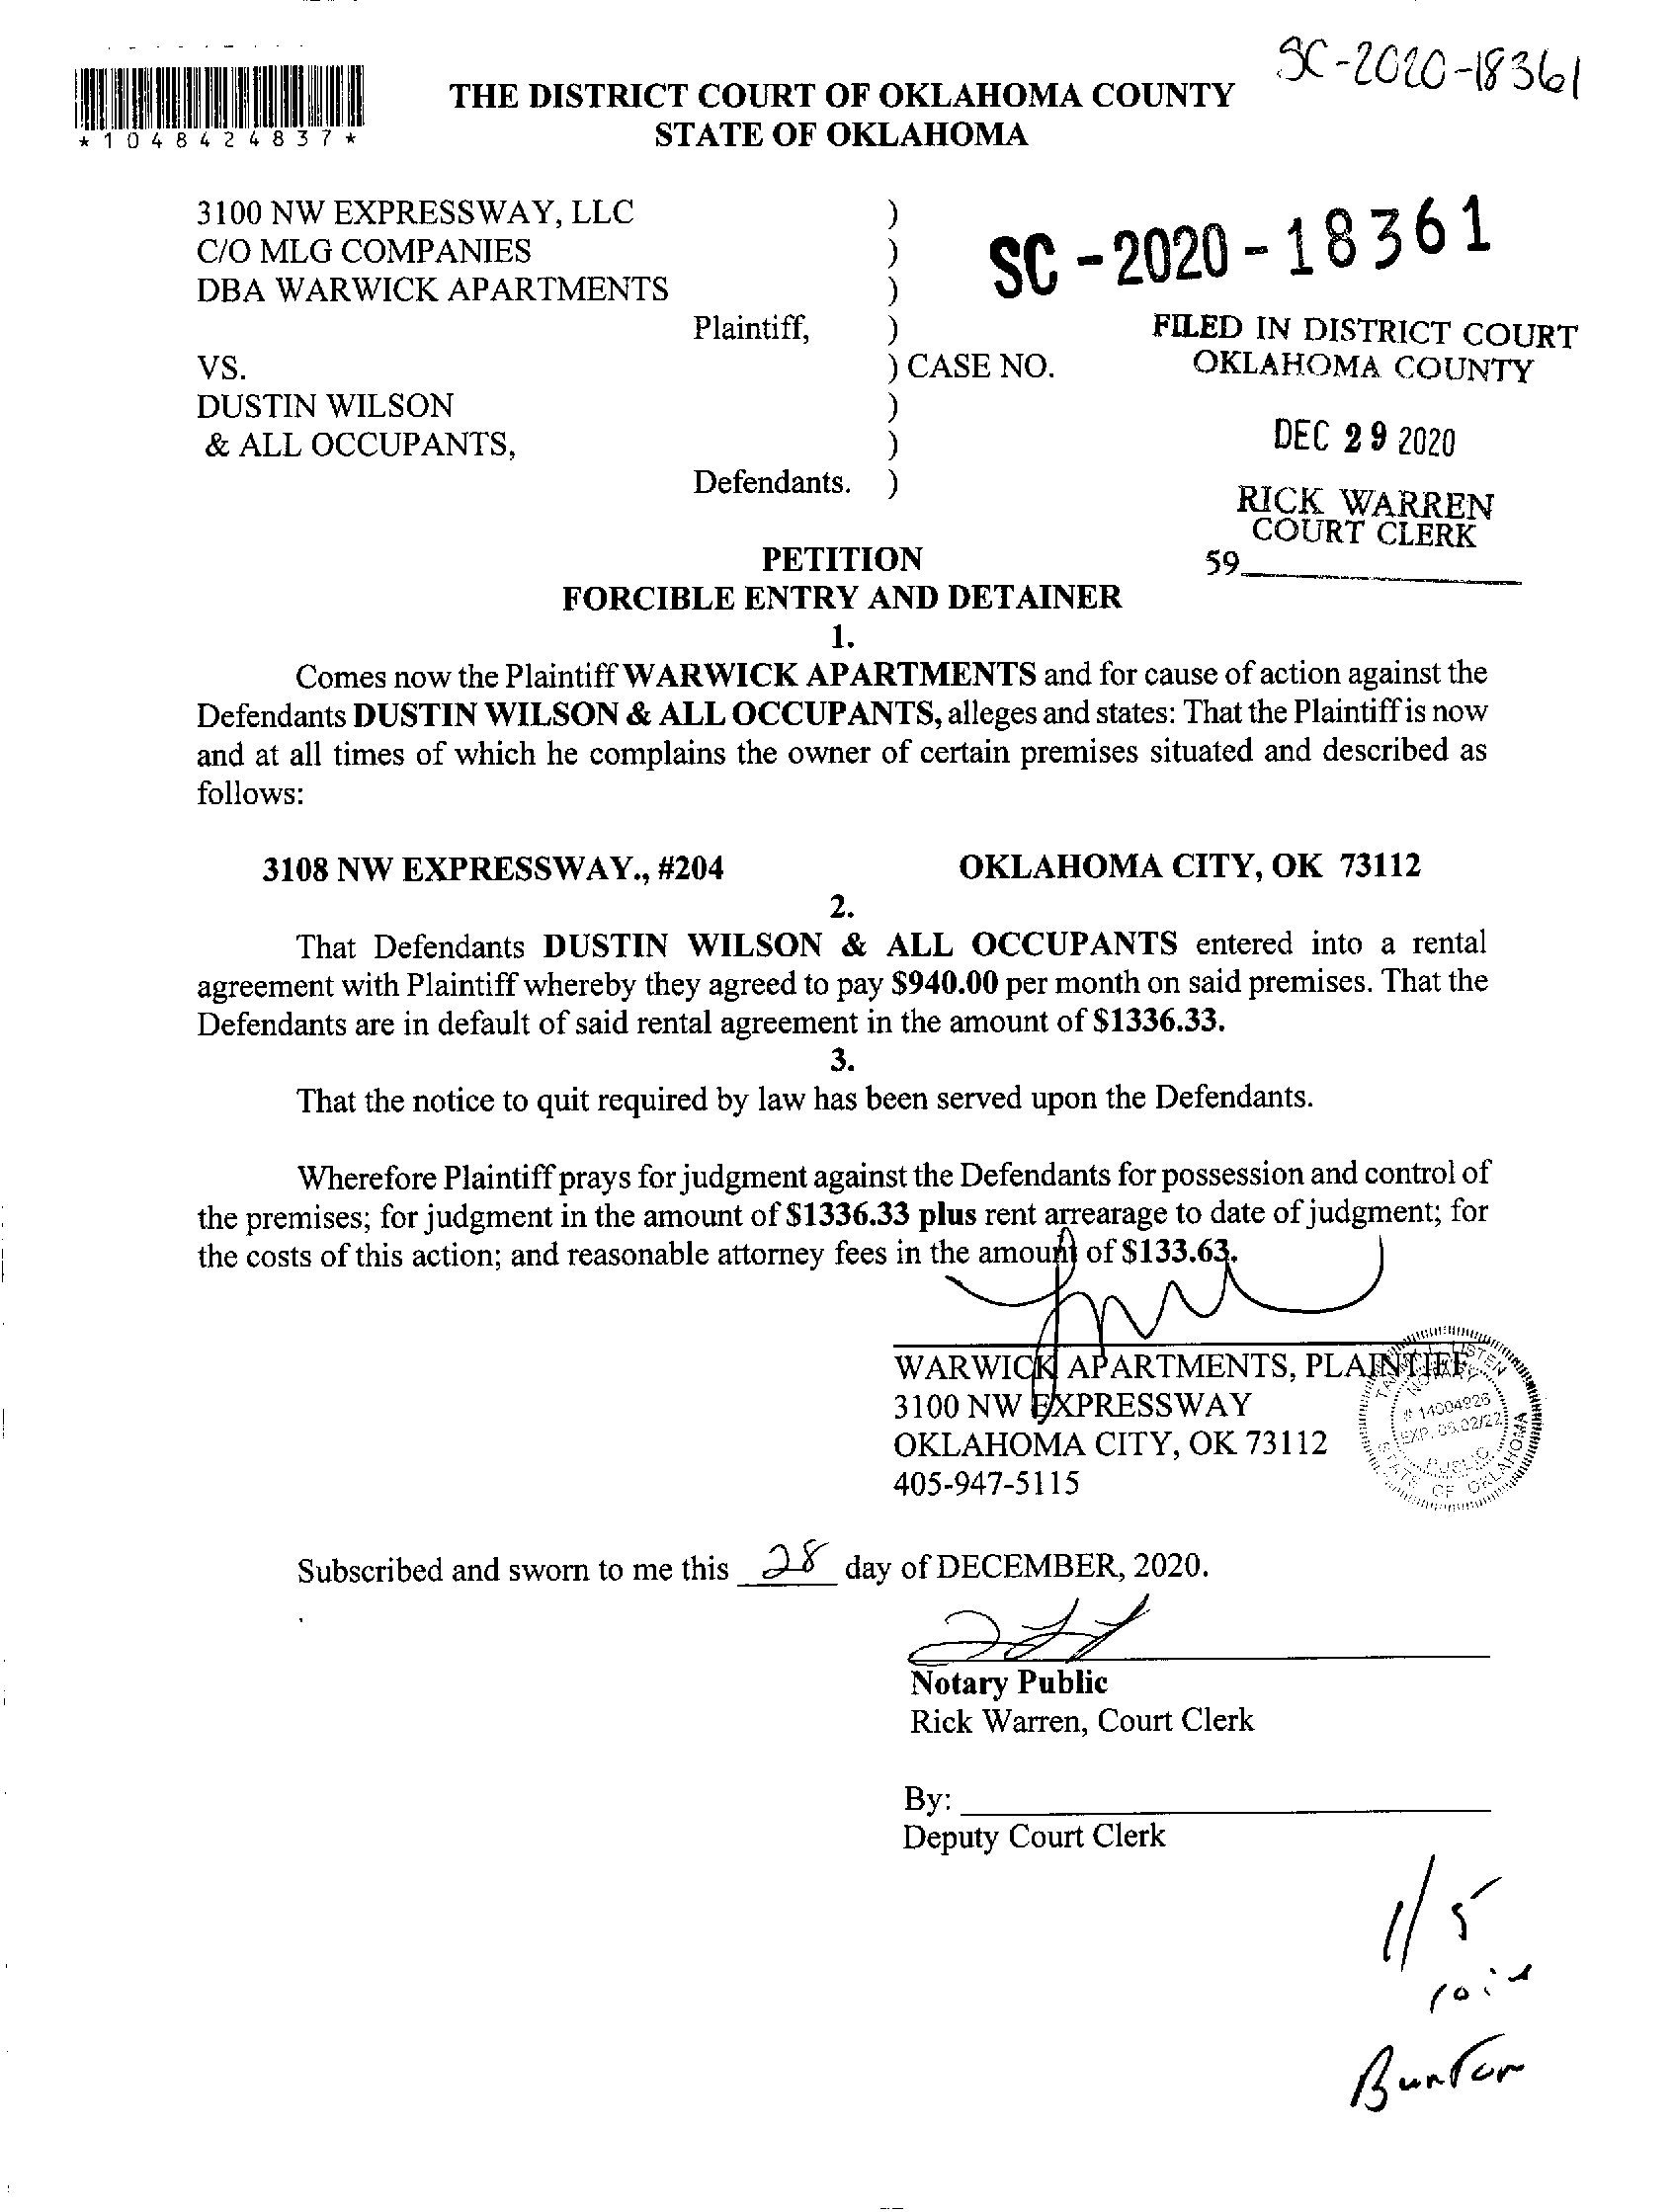 SC-2020-18361
*1048424837*
THE DISTRICT COURT OF OKLAHOMA COUNTY
STATE OF OKLAHOMA
3100 NW EXPRESSWAY, LLC )
C/O MLG COMPANIES )
DBA WARWICK APARTMENTS )
SC-2020-18361
Plaintiff, )
FILED IN DISTRICT COURT
OKLAHOMA COUNTY
VS. ) CASE NO.
DUSTIN WILSON )
& ALL OCCUPANTS, )
DEC 29 2020
Defendants. )
RICK WARREN
COURT CLERK
59
PETITION
FORCIBLE ENTRY AND DETAINER
1.
Comes now the Plaintiff WARWICK APARTMENTS and for cause of action against the
Defendants DUSTIN WILSON & ALL OCCUPANTS, alleges and states: That the Plaintiff is now
and at all times of which he complains the owner of certain premises situated and described as
follows:
3108 NW EXPRESSWAY., #204 OKLAHOMA CITY, OK 73112
2.
That Defendants DUSTIN WILSON & ALL OCCUPANTS entered into a rental
agreement with Plaintiff whereby they agreed to pay $940.00 per month on said premises. That the
Defendants are in default of said rental agreement in the amount of $1336.33.
3.
That the notice to quit required by law has been served upon the Defendants.
Wherefore Plaintiff prays for judgment against the Defendants for possession and control of
the premises; for judgment in the amount of $1336.33 plus rent arrearage to date of judgment; for
the costs of this action; and reasonable attorney fees in the amount of $133.63.
WARWICK APARTMENTS, PLAINTIFF
3100 NW EXPRESSWAY
OKLAHOMA CITY, OK 73112
405-947-5115
NOTARY
# 14004926
EXP. 05.02/22
PUBLIC
STATE OF OKLAHOMA
Subscribed and sworn to me this 28 day of DECEMBER, 2020.
Notary Public
Rick Warren, Court Clerk
By:
Deputy Court Clerk
1/5